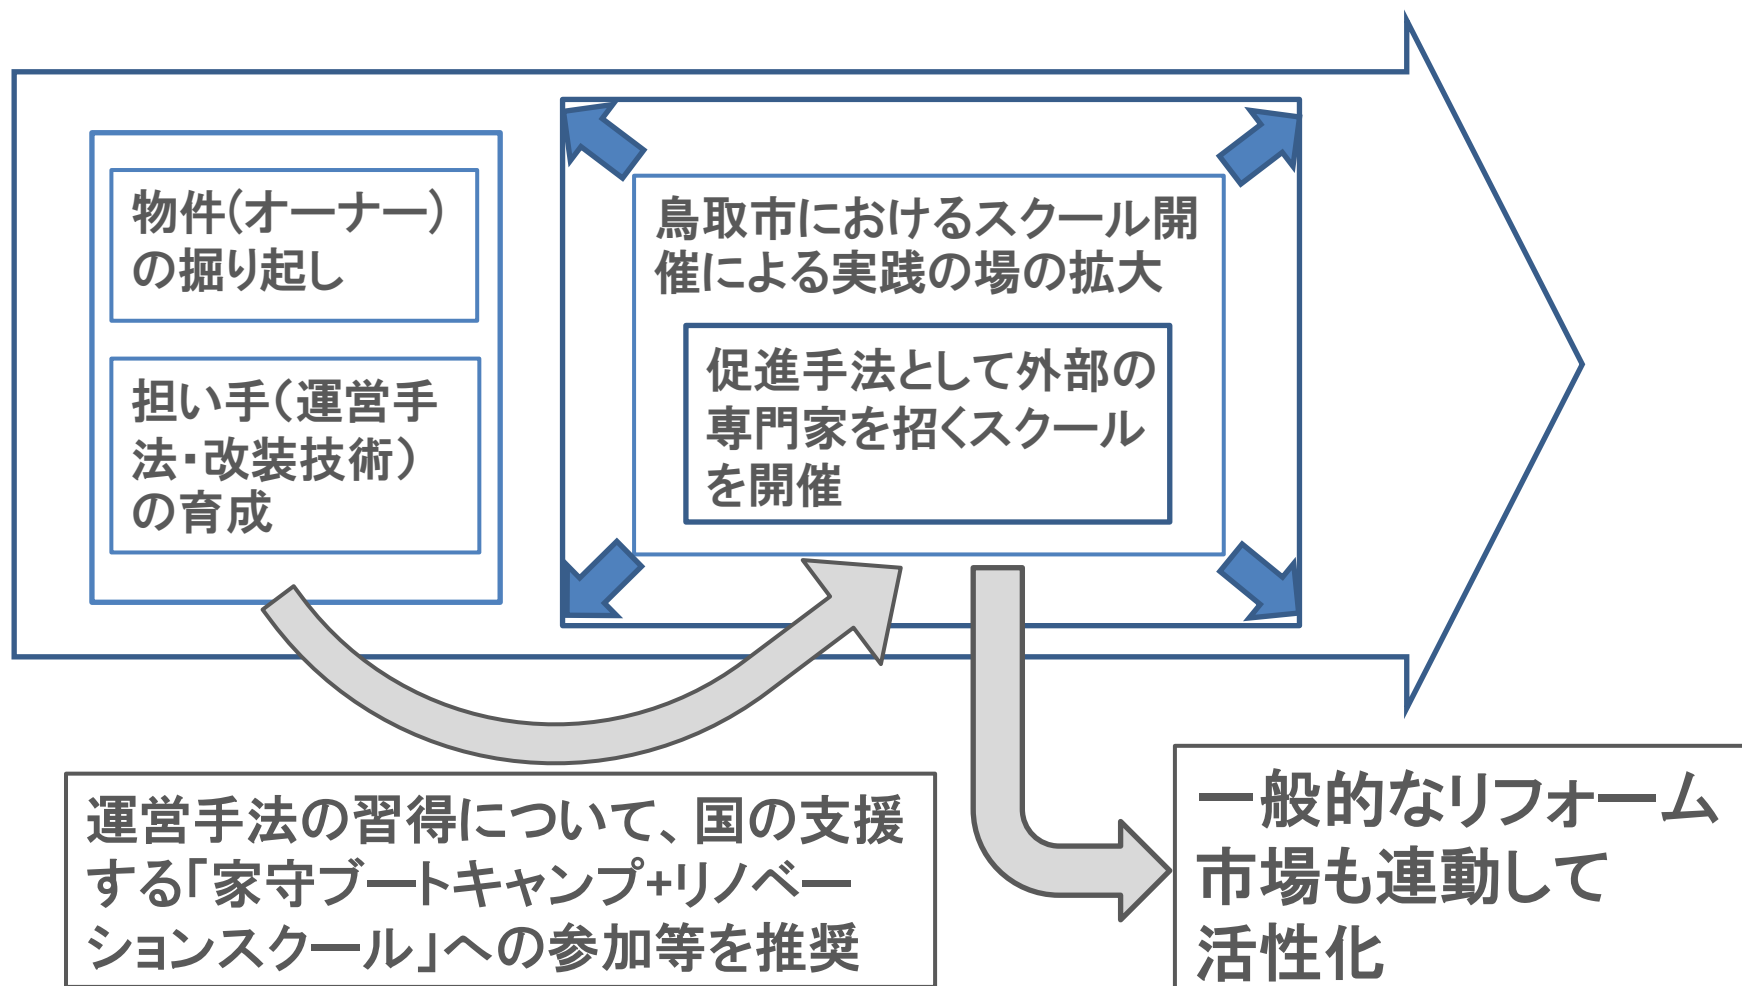 物件(オーナー)
の掘り起し
担い手（運営手
法・改装技術）
の育成
鳥取市におけるスクール開
催による実践の場の拡大
促進手法として外部の
専門家を招くスクール
を開催
運営手法の習得について、国の支援
する「家守ブートキャンプ+リノベー
ションスクール」への参加等を推奨
一般的なリフォーム
市場も連動して
活性化